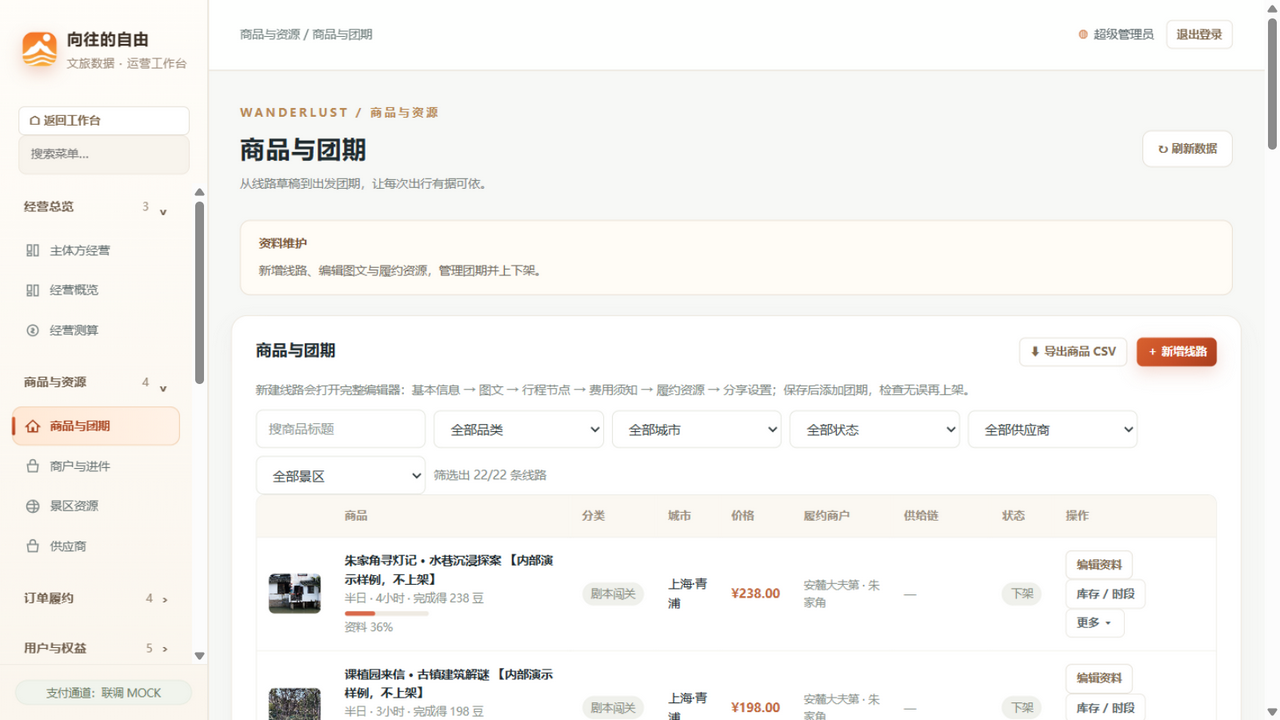 向往的自由
文旅数据 · 运营工作台
返回工作台
搜索菜单...
经营总览 3
主体方经营
经营概览
经营测算
商品与资源 4
商品与团期
商户与进件
景区资源
供应商
订单履约 4
用户与权益 5
支付通道：联调 MOCK
商品与资源 / 商品与团期
超级管理员
退出登录
WANDERLUST / 商品与资源
商品与团期
从线路草稿到出发团期，让每次出行有据可依。
↻ 刷新数据
资料维护
新增线路、编辑图文与履约资源，管理团期并上下架。
商品与团期
⬇ 导出商品 CSV
+ 新增线路
新建线路会打开完整编辑器：基本信息 → 图文 → 行程节点 → 费用须知 → 履约资源 → 分享设置；保存后添加团期，检查无误再上架。
搜商品标题
全部品类
全部城市
全部状态
全部供应商
全部景区
筛选出 22/22 条线路
商品 分类 城市 价格 履约商户 供给链 状态 操作
朱家角寻灯记 • 水巷沉浸探案 【内部演
示样例，不上架】
半日 · 4小时 · 完成得 238 豆
资料 36%
剧本闯关
上海·青
浦
¥238.00
安麓大夫第 · 朱
家角
—
下架
编辑资料
库存 / 时段
更多
课植园来信 • 古镇建筑解谜 【内部演示
样例，不上架】
半日 · 3小时 · 完成得 198 豆
剧本闯关
上海·青
浦
¥198.00
安麓大夫第 · 朱
家角
—
下架
编辑资料
库存 / 时段